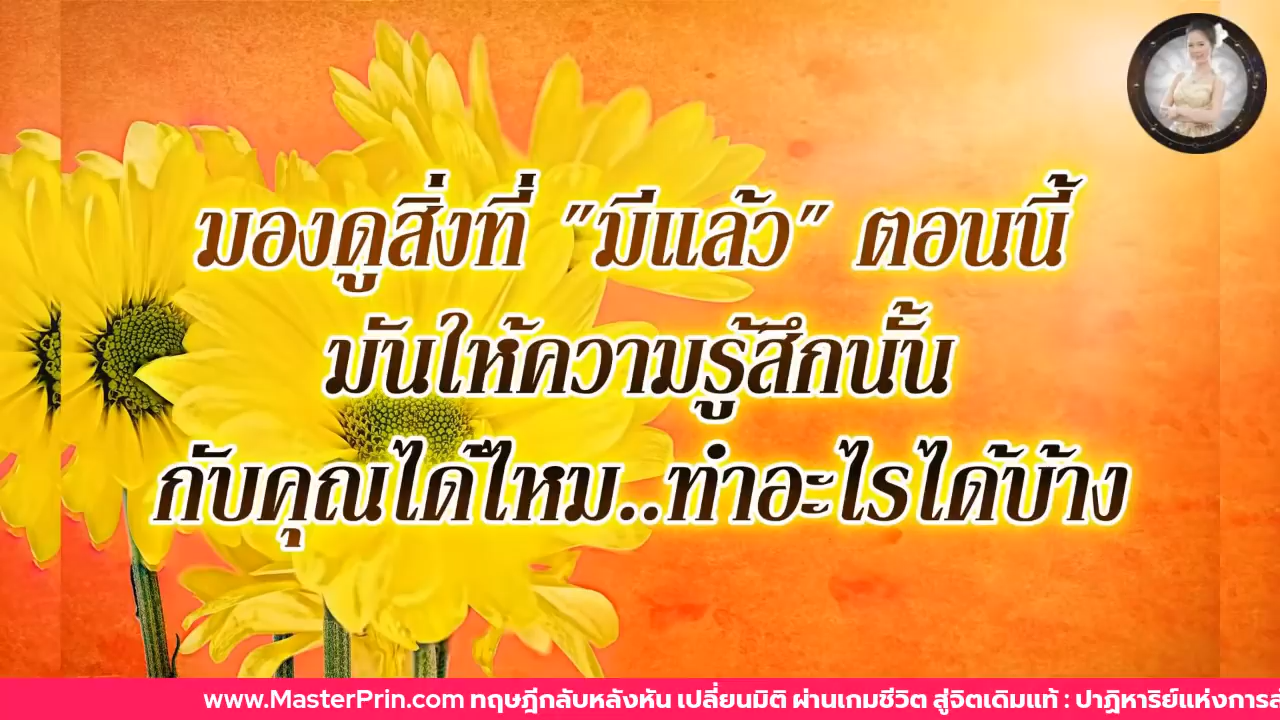 มองดูสิ่งที่ "มีแล้ว" ตอนนี้
มันให้ความรู้สึกนั้น
กับคุณได้ไหม..ทำอะไรได้บ้าง
www.MasterPrin.com ทฤษฎีกลับหลังหัน เปลี่ยนมิติ ผ่านเกมชีวิต สู่จิตเดิมแท้ : ปาฏิหาริย์แห่งการ